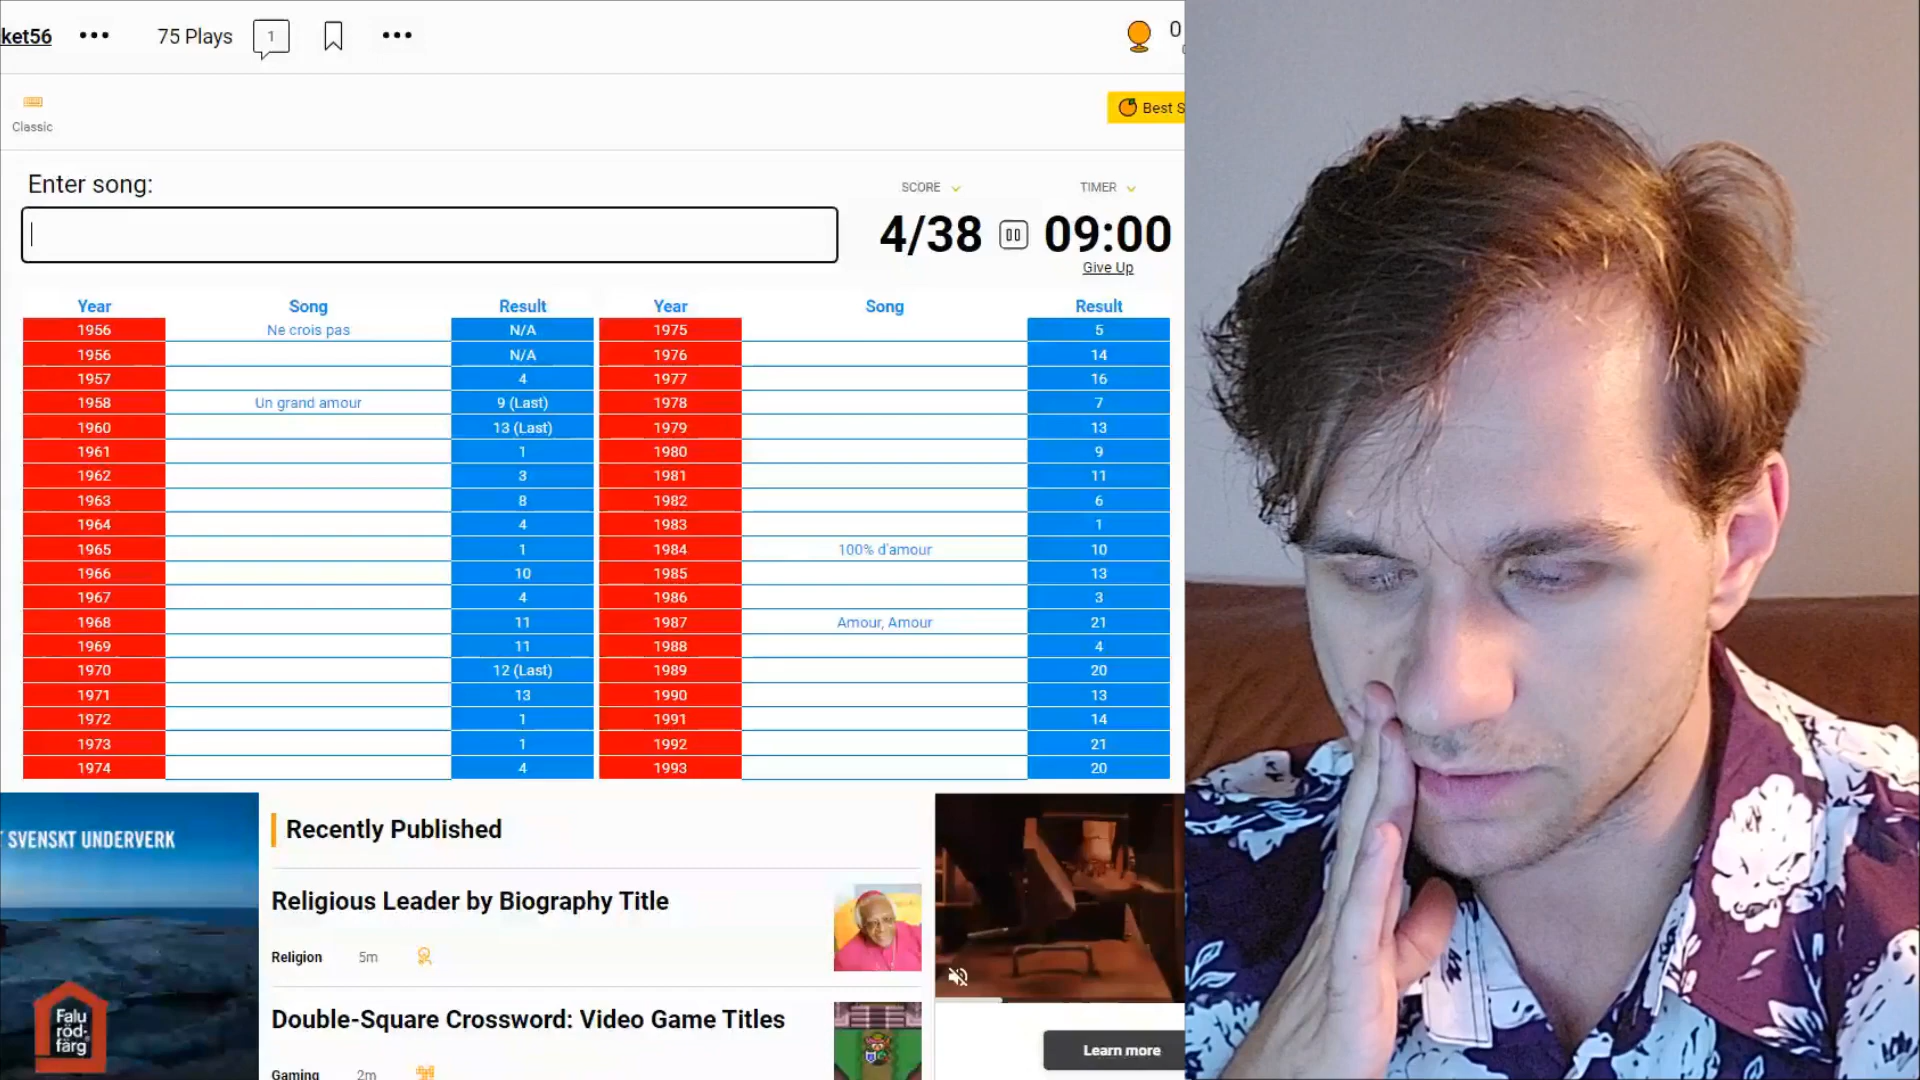 ket56 ••• 75 Plays 1 ••• 0
Classic
Best S
Enter song:
SCORE TIMER
4/38 09:00
Give Up
Year Song Result Year Song Result
1956 Ne crois pas N/A 1975 5
1956 N/A 1976 14
1957 4 1977 16
1958 Un grand amour 9 (Last) 1978 7
1960 13 (Last) 1979 13
1961 1 1980 9
1962 3 1981 11
1963 8 1982 6
1964 4 1983 1
1965 1 1984 100% d'amour 10
1966 10 1985 13
1967 4 1986 3
1968 11 1987 Amour, Amour 21
1969 11 1988 4
1970 12 (Last) 1989 20
1971 13 1990 13
1972 1 1991 14
1973 1 1992 21
1974 4 1993 20
SVENSKT UNDERVERK
Falu
röd-
färg
Recently Published
Religious Leader by Biography Title
Religion 5m
Double-Square Crossword: Video Game Titles
Gaming 2m
Learn more